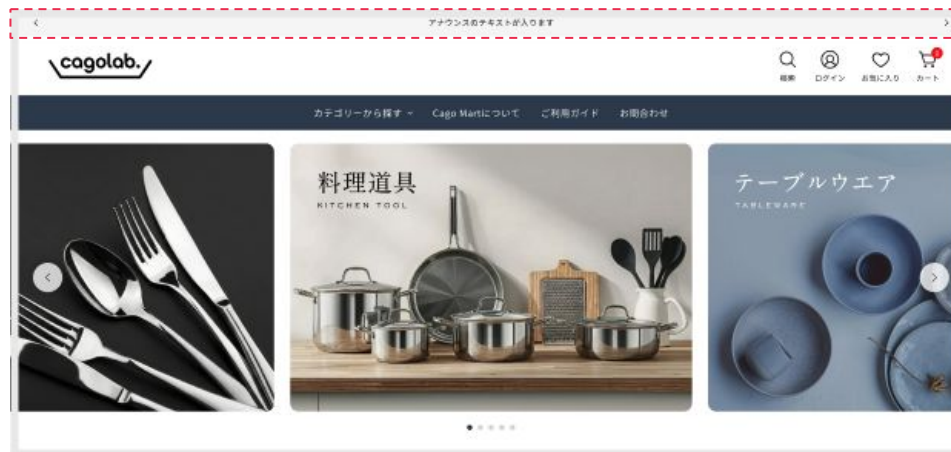 アナウンスのテキストが入ります
cagolab.
検索 ログイン お気に入り カート
カテゴリーから探す Cago Martについて ご利用ガイド お問合わせ
料理道具
KITCHEN TOOL
テーブルウエア
TABLEWARE